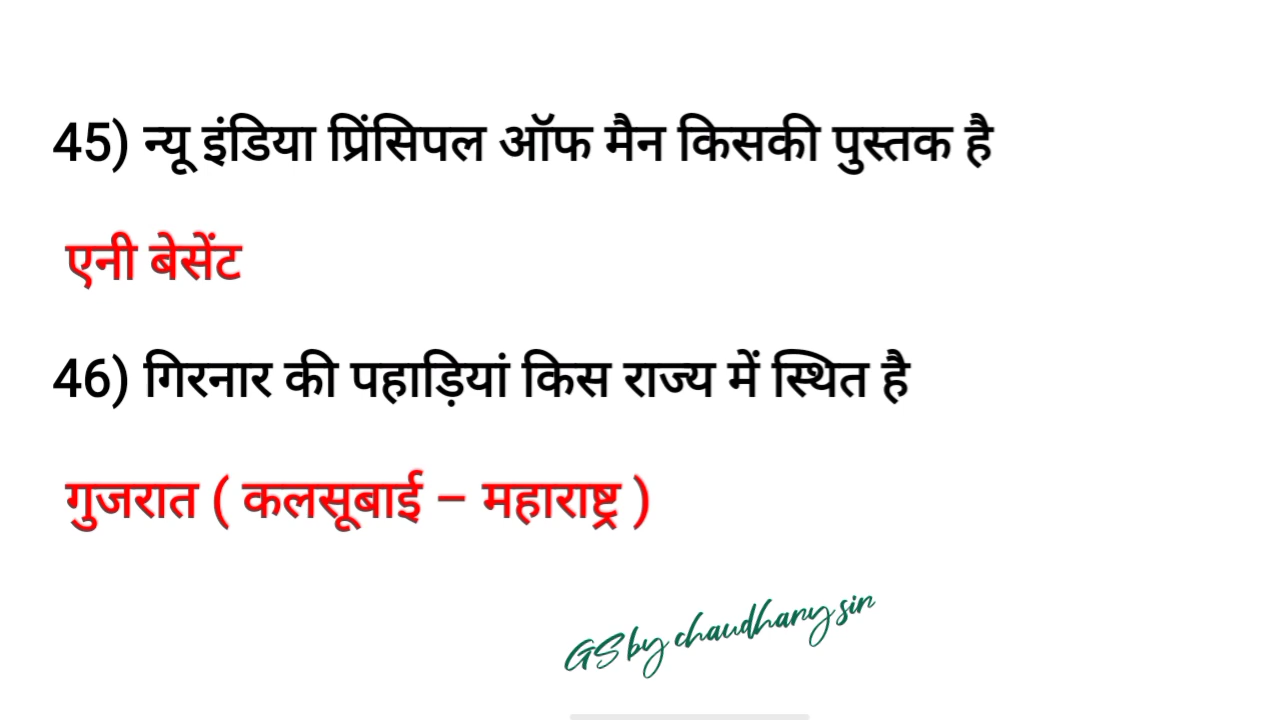 45) न्यू इंडिया प्रिंसिपल ऑफ मैन किसकी पुस्तक है
एनी बेसेंट
46) गिरनार की पहाड़ियां किस राज्य में स्थित है
गुजरात ( कलसूबाई – महाराष्ट्र )
GS by chaudhary sir